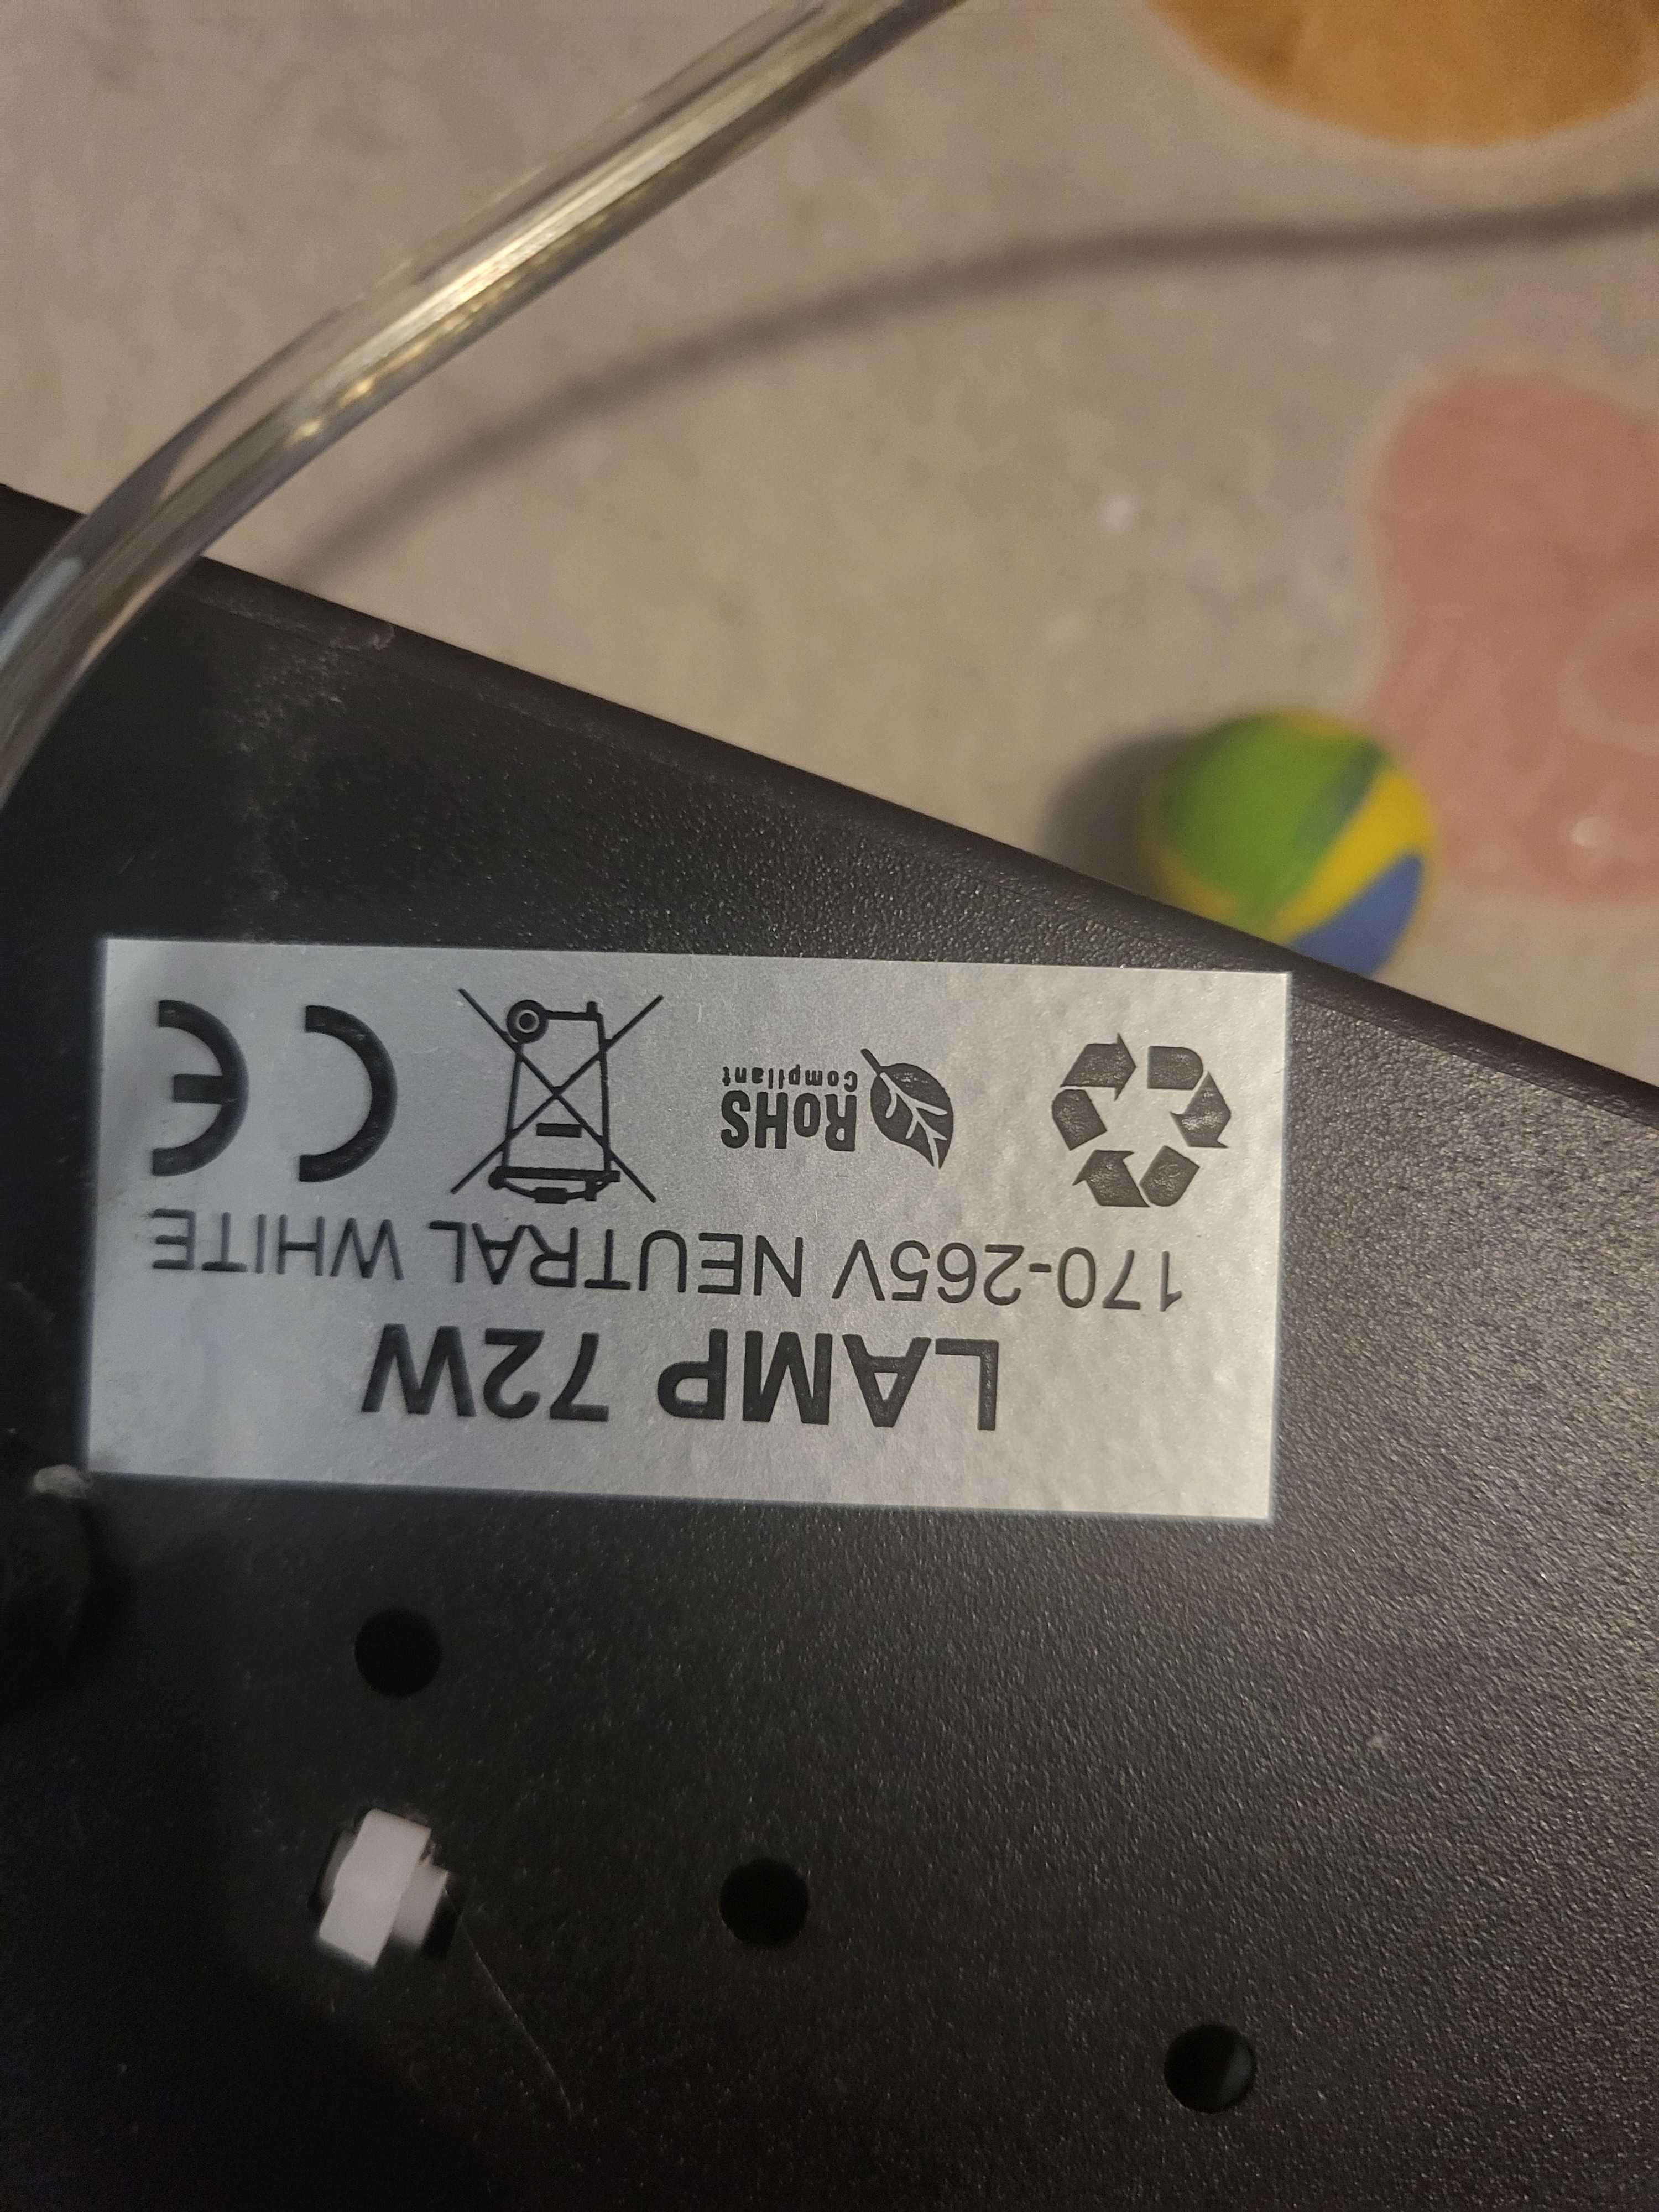 LAMP 72W
170-265V NEUTRAL WHITE
RoHS
Compliant
CE